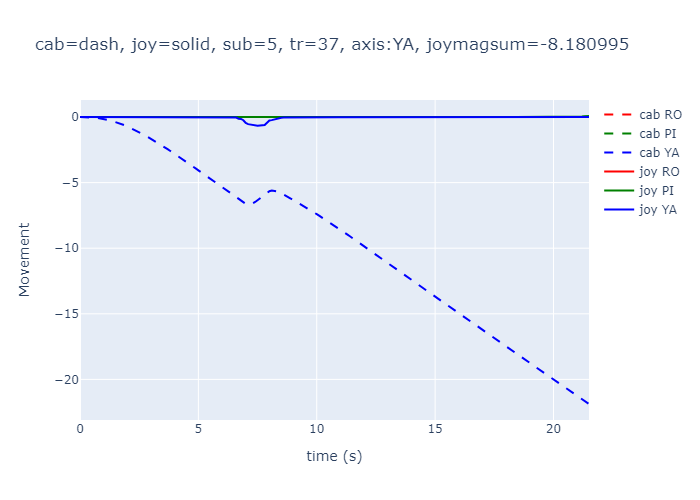 cab=dash, joy=solid, sub=5, tr=37, axis:YA, joymagsum=-8.180995
Movement
0
−5
−10
−15
−20
0
5
10
15
20
time (s)
cab RO
cab PI
cab YA
joy RO
joy PI
joy YA